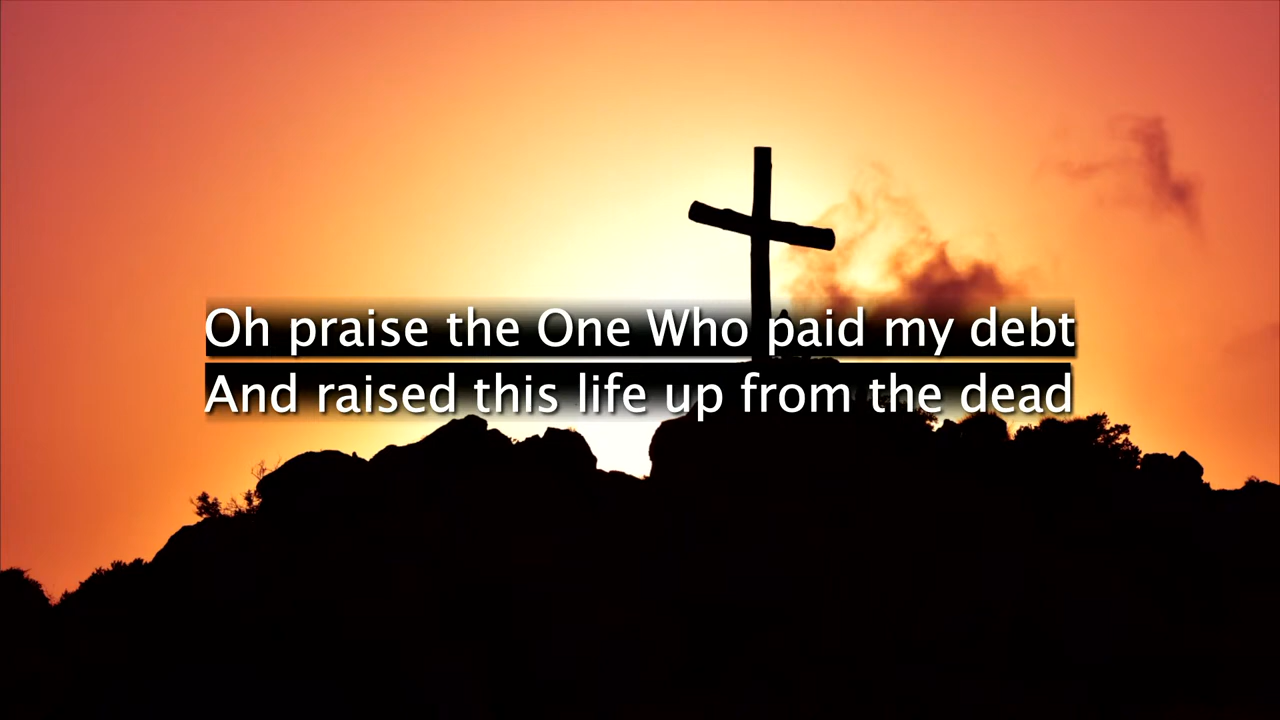 Oh praise the One Who paid my debt
And raised this life up from the dead